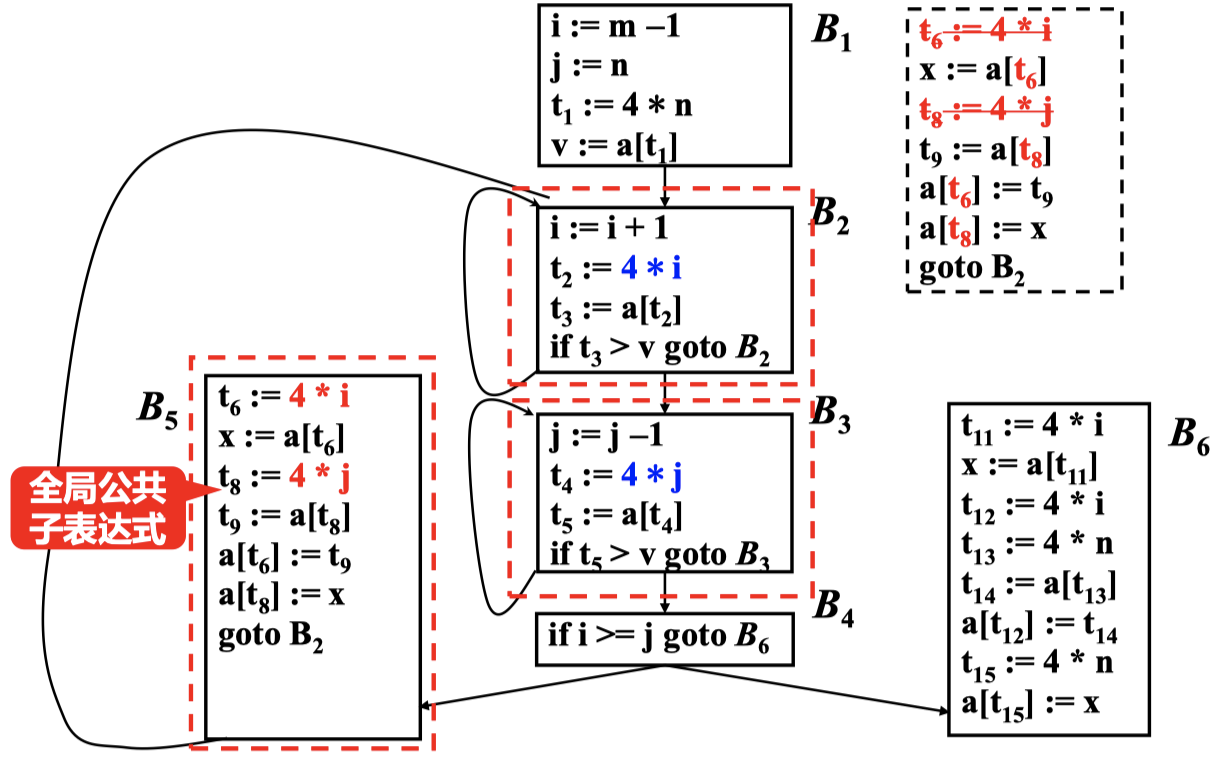 i := m –1
j := n
t₁ := 4 * n
v := a[t₁]
B₁
t₆ := 4 * i
x := a[t₆]
t₈ := 4 * j
t₉ := a[t₈]
a[t₆] := t₉
a[t₈] := x
goto B₂
i := i + 1
t₂ := 4 * i
t₃ := a[t₂]
if t₃ > v goto B₂
B₂
B₅
t₆ := 4 * i
x := a[t₆]
t₈ := 4 * j
t₉ := a[t₈]
a[t₆] := t₉
a[t₈] := x
goto B₂
全局公共
子表达式
j := j –1
t₄ := 4 * j
t₅ := a[t₄]
if t₅ > v goto B₃
B₃
if i >= j goto B₆
B₄
t₁₁ := 4 * i
x := a[t₁₁]
t₁₂ := 4 * i
t₁₃ := 4 * n
t₁₄ := a[t₁₃]
a[t₁₂] := t₁₄
t₁₅ := 4 * n
a[t₁₅] := x
B₆